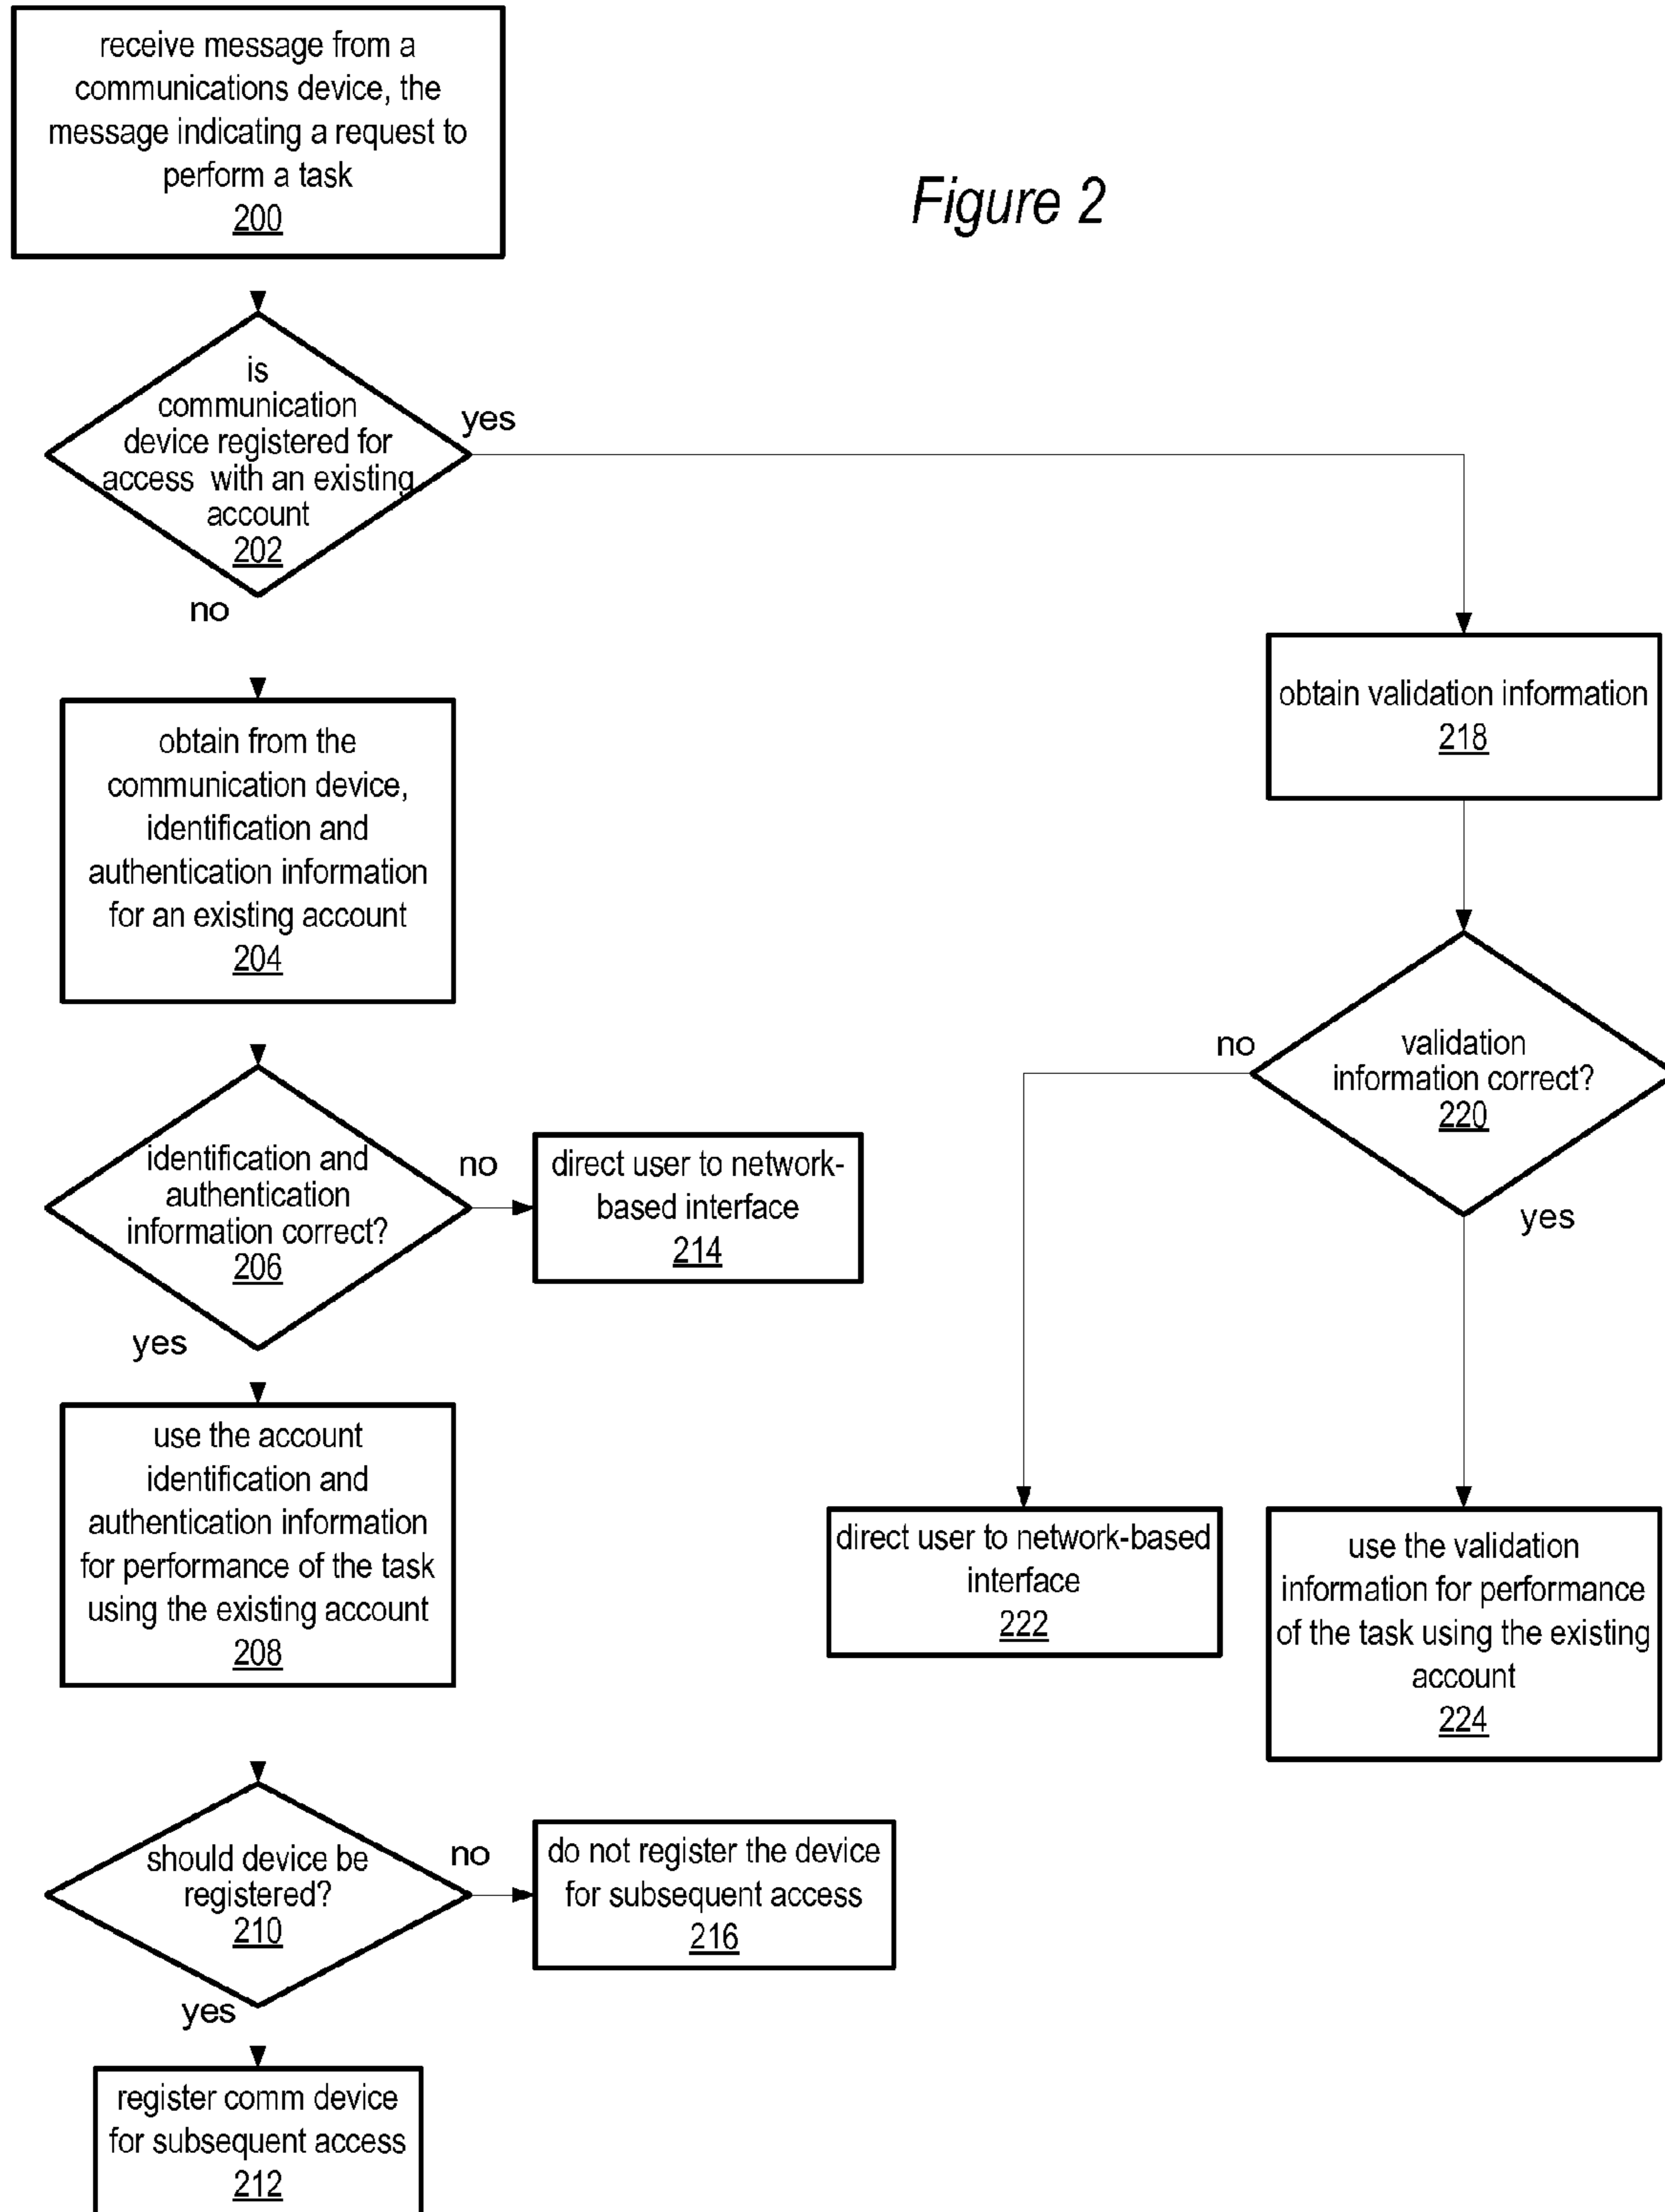 receive message from a
communications device, the
message indicating a request to
perform a task
200
Figure 2
is
communication
device registered for
access with an existing
account
202
yes
no
obtain validation information
218
obtain from the
communication device,
identification and
authentication information
for an existing account
204
no
validation
information correct?
220
yes
identification and
authentication
information correct?
206
no
yes
direct user to network-
based interface
214
use the account
identification and
authentication information
for performance of the task
using the existing account
208
direct user to network-based
interface
222
use the validation
information for performance
of the task using the existing
account
224
should device be
registered?
210
no
yes
do not register the device
for subsequent access
216
register comm device
for subsequent access
212